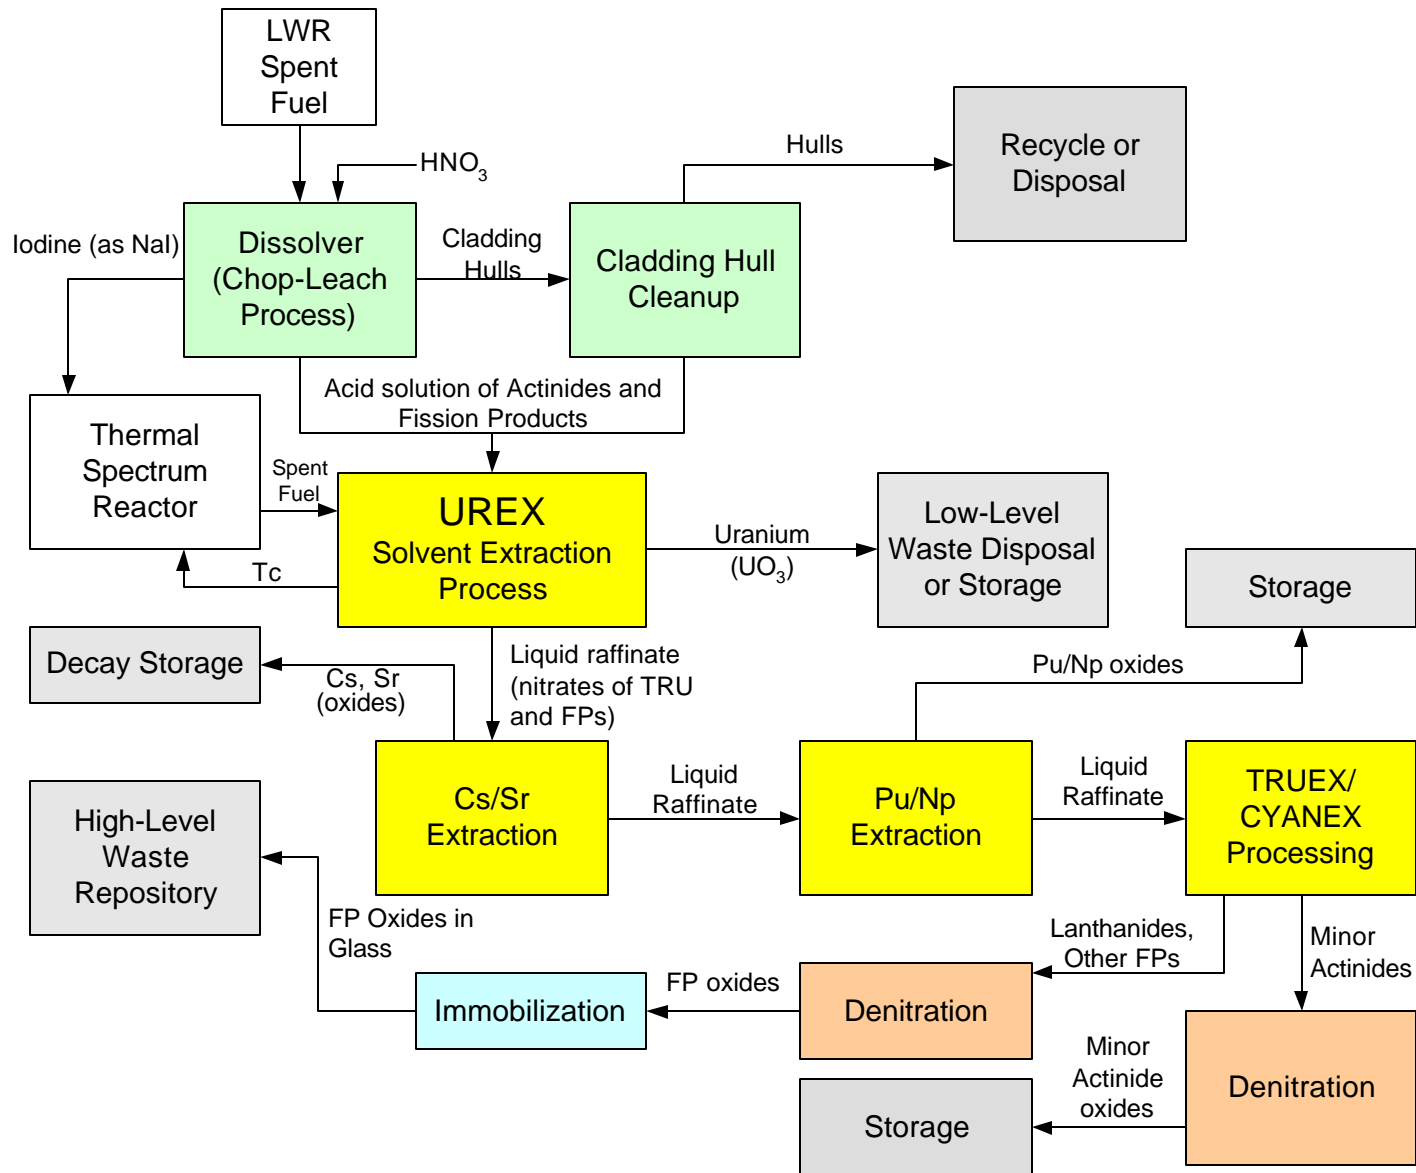 LWR
Spent
Fuel
HNO3
Hulls
Recycle or
Disposal
Iodine (as NaI)
Dissolver
(Chop-Leach
Process)
Cladding
Hulls
Cladding Hull
Cleanup
Acid solution of Actinides and
Fission Products
Thermal
Spectrum
Reactor
Spent
Fuel
UREX
Solvent Extraction
Process
Tc
Uranium
(UO3)
Low-Level
Waste Disposal
or Storage
Storage
Decay Storage
Cs, Sr
(oxides)
Liquid raffinate
(nitrates of TRU
and FPs)
Pu/Np oxides
High-Level
Waste
Repository
Cs/Sr
Extraction
Liquid
Raffinate
Pu/Np
Extraction
Liquid
Raffinate
TRUEX/
CYANEX
Processing
FP Oxides in
Glass
Lanthanides,
Other FPs
Minor
Actinides
Immobilization
FP oxides
Denitration
Minor
Actinide
oxides
Storage
Denitration